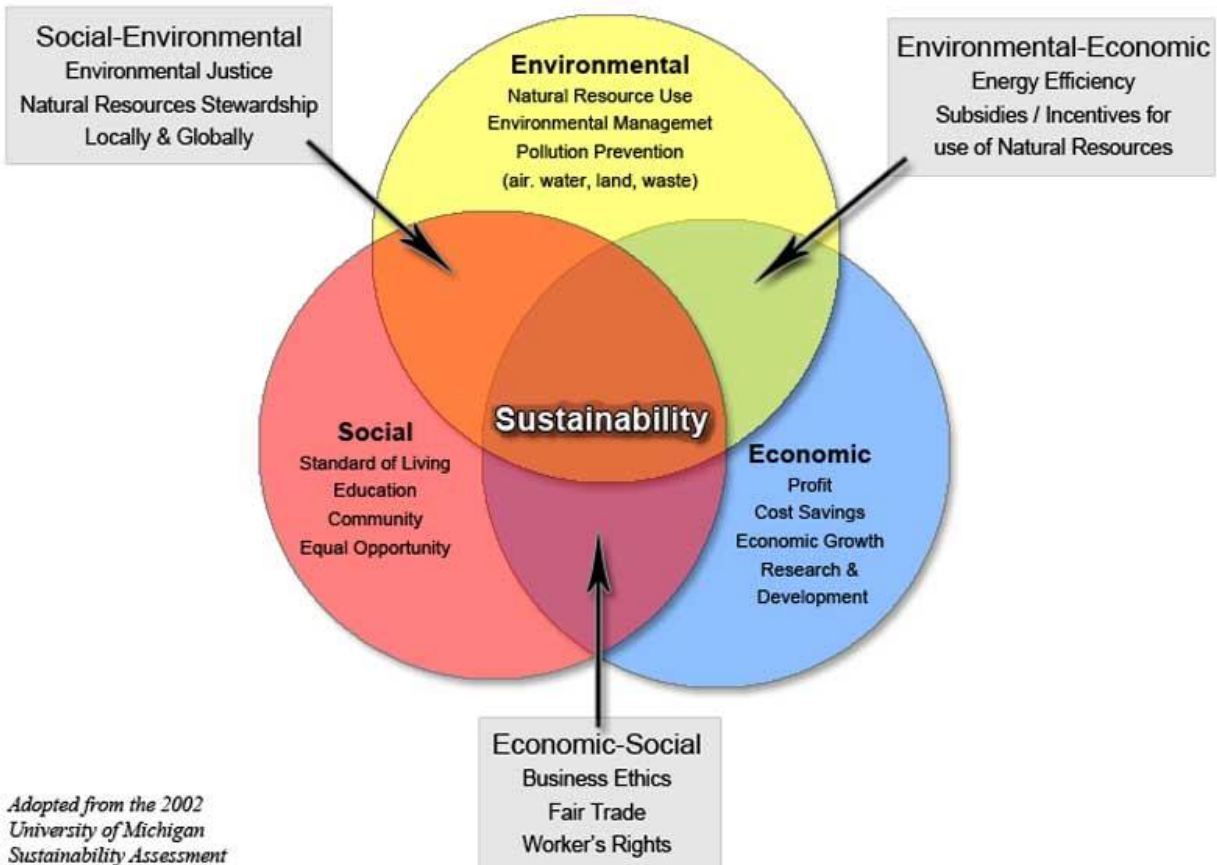 Social-Environmental
Environmental Justice
Natural Resources Stewardship
Locally & Globally
Environmental
Natural Resource Use
Environmental Managemet
Pollution Prevention
(air. water, land, waste)
Environmental-Economic
Energy Efficiency
Subsidies / Incentives for
use of Natural Resources
Sustainability
Social
Standard of Living
Education
Community
Equal Opportunity
Economic
Profit
Cost Savings
Economic Growth
Research &
Development
Economic-Social
Business Ethics
Fair Trade
Worker's Rights
Adopted from the 2002
University of Michigan
Sustainability Assessment